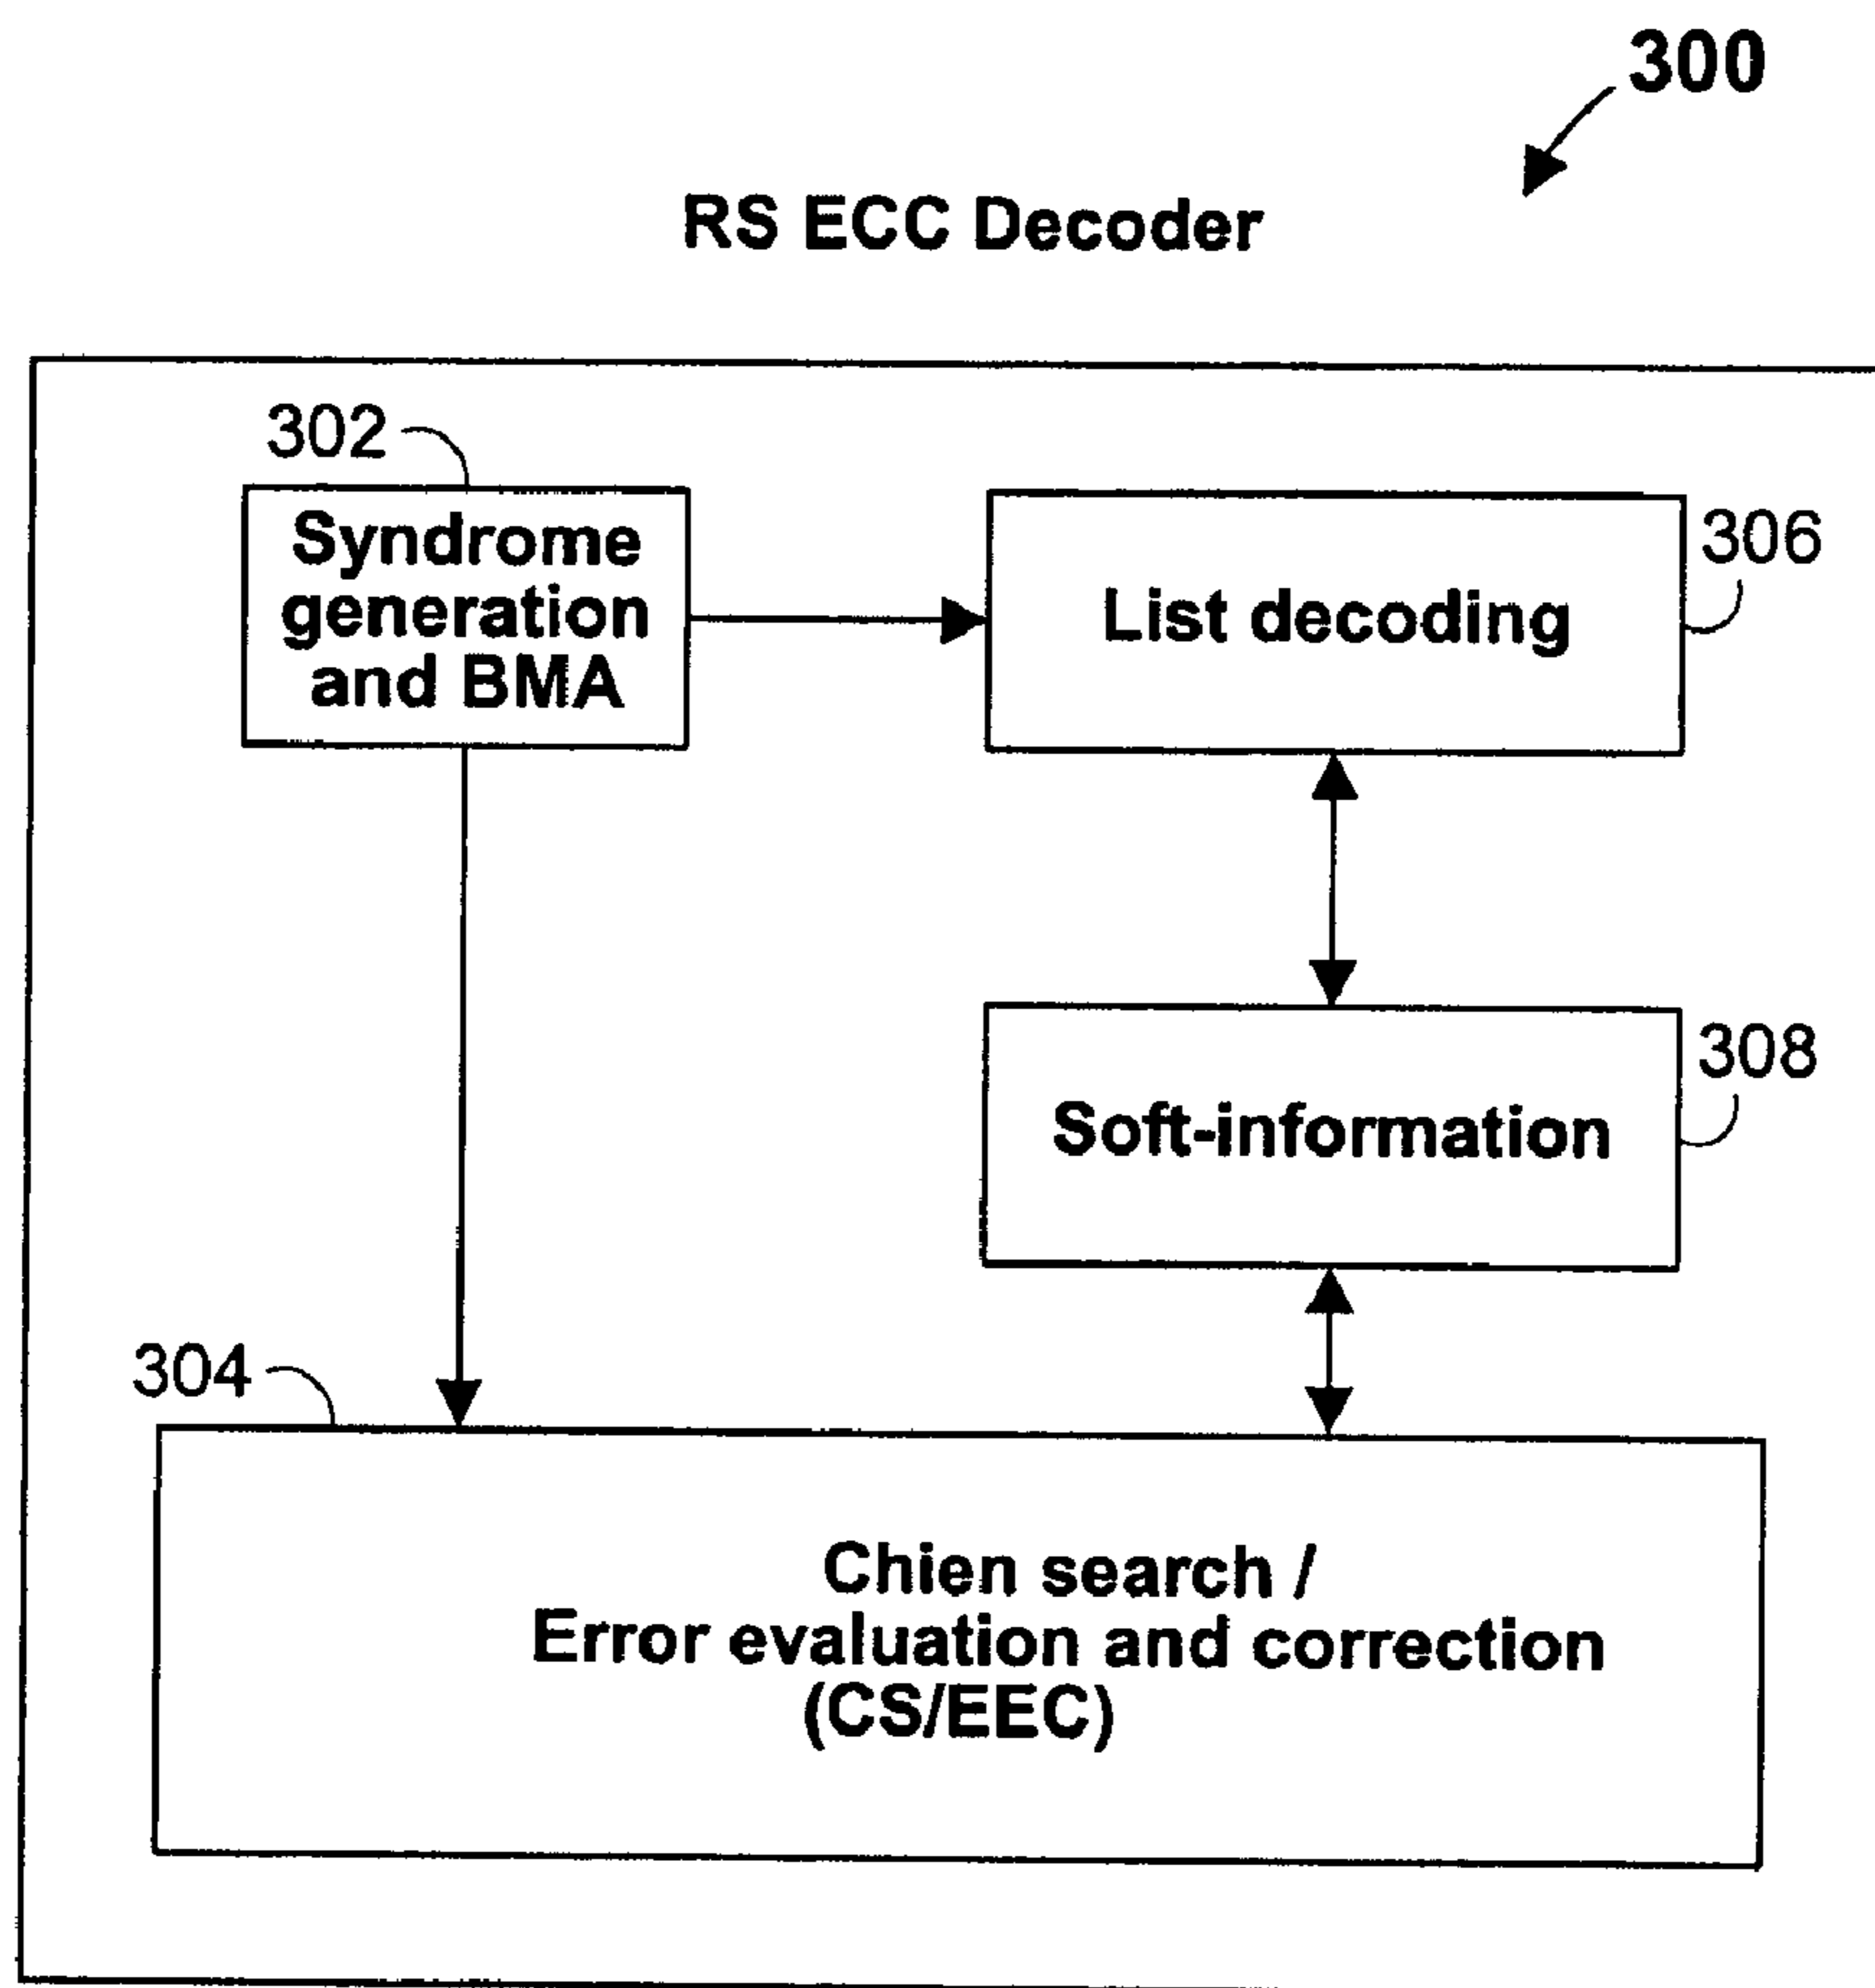 300
RS ECC Decoder
302
Syndrome
generation
and BMA
List decoding
306
Soft-information
308
304
Chien search /
Error evaluation and correction
(CS/EEC)